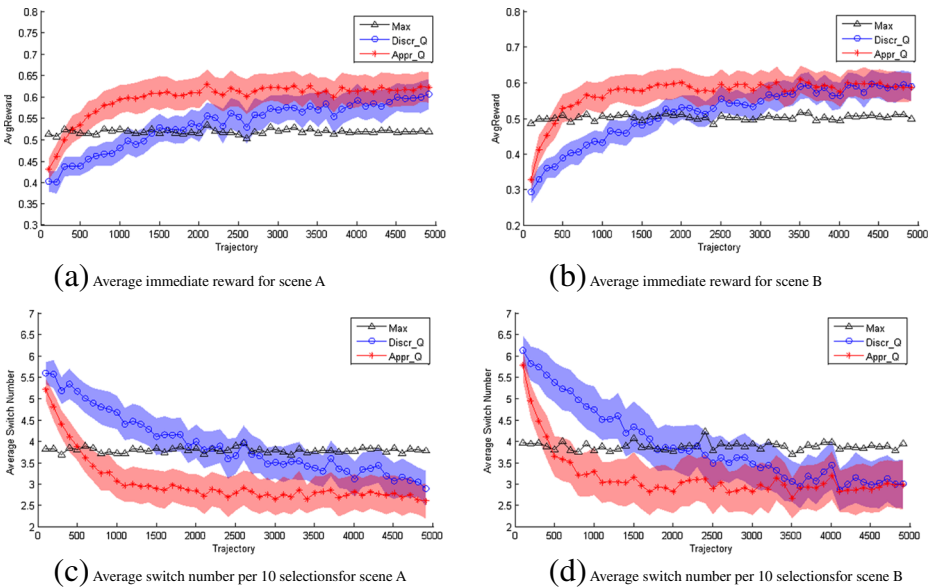 0.8
0.75
0.7
0.65
0.6
0.55
0.5
0.45
0.4
0.35
0.3
AvgReward
0 500 1000 1500 2000 2500 3000 3500 4000 4500 5000
Trajectory
Max
Discr_Q
Appr_Q
(a) Average immediate reward for scene A
0.8
0.7
0.6
0.5
0.4
0.3
0.2
AvgReward
0 500 1000 1500 2000 2500 3000 3500 4000 4500 5000
Trajectory
Max
Discr_Q
Appr_Q
(b) Average immediate reward for scene B
7
6.5
6
5.5
5
4.5
4
3.5
3
2.5
2
Average Switch Number
0 500 1000 1500 2000 2500 3000 3500 4000 4500 5000
Trajectory
Max
Discr_Q
Appr_Q
(c) Average switch number per 10 selectionsfor scene A
7
6.5
6
5.5
5
4.5
4
3.5
3
2.5
2
Average Switch Number
0 500 1000 1500 2000 2500 3000 3500 4000 4500 5000
Trajectory
Max
Discr_Q
Appr_Q
(d) Average switch number per 10 selectionsfor scene B